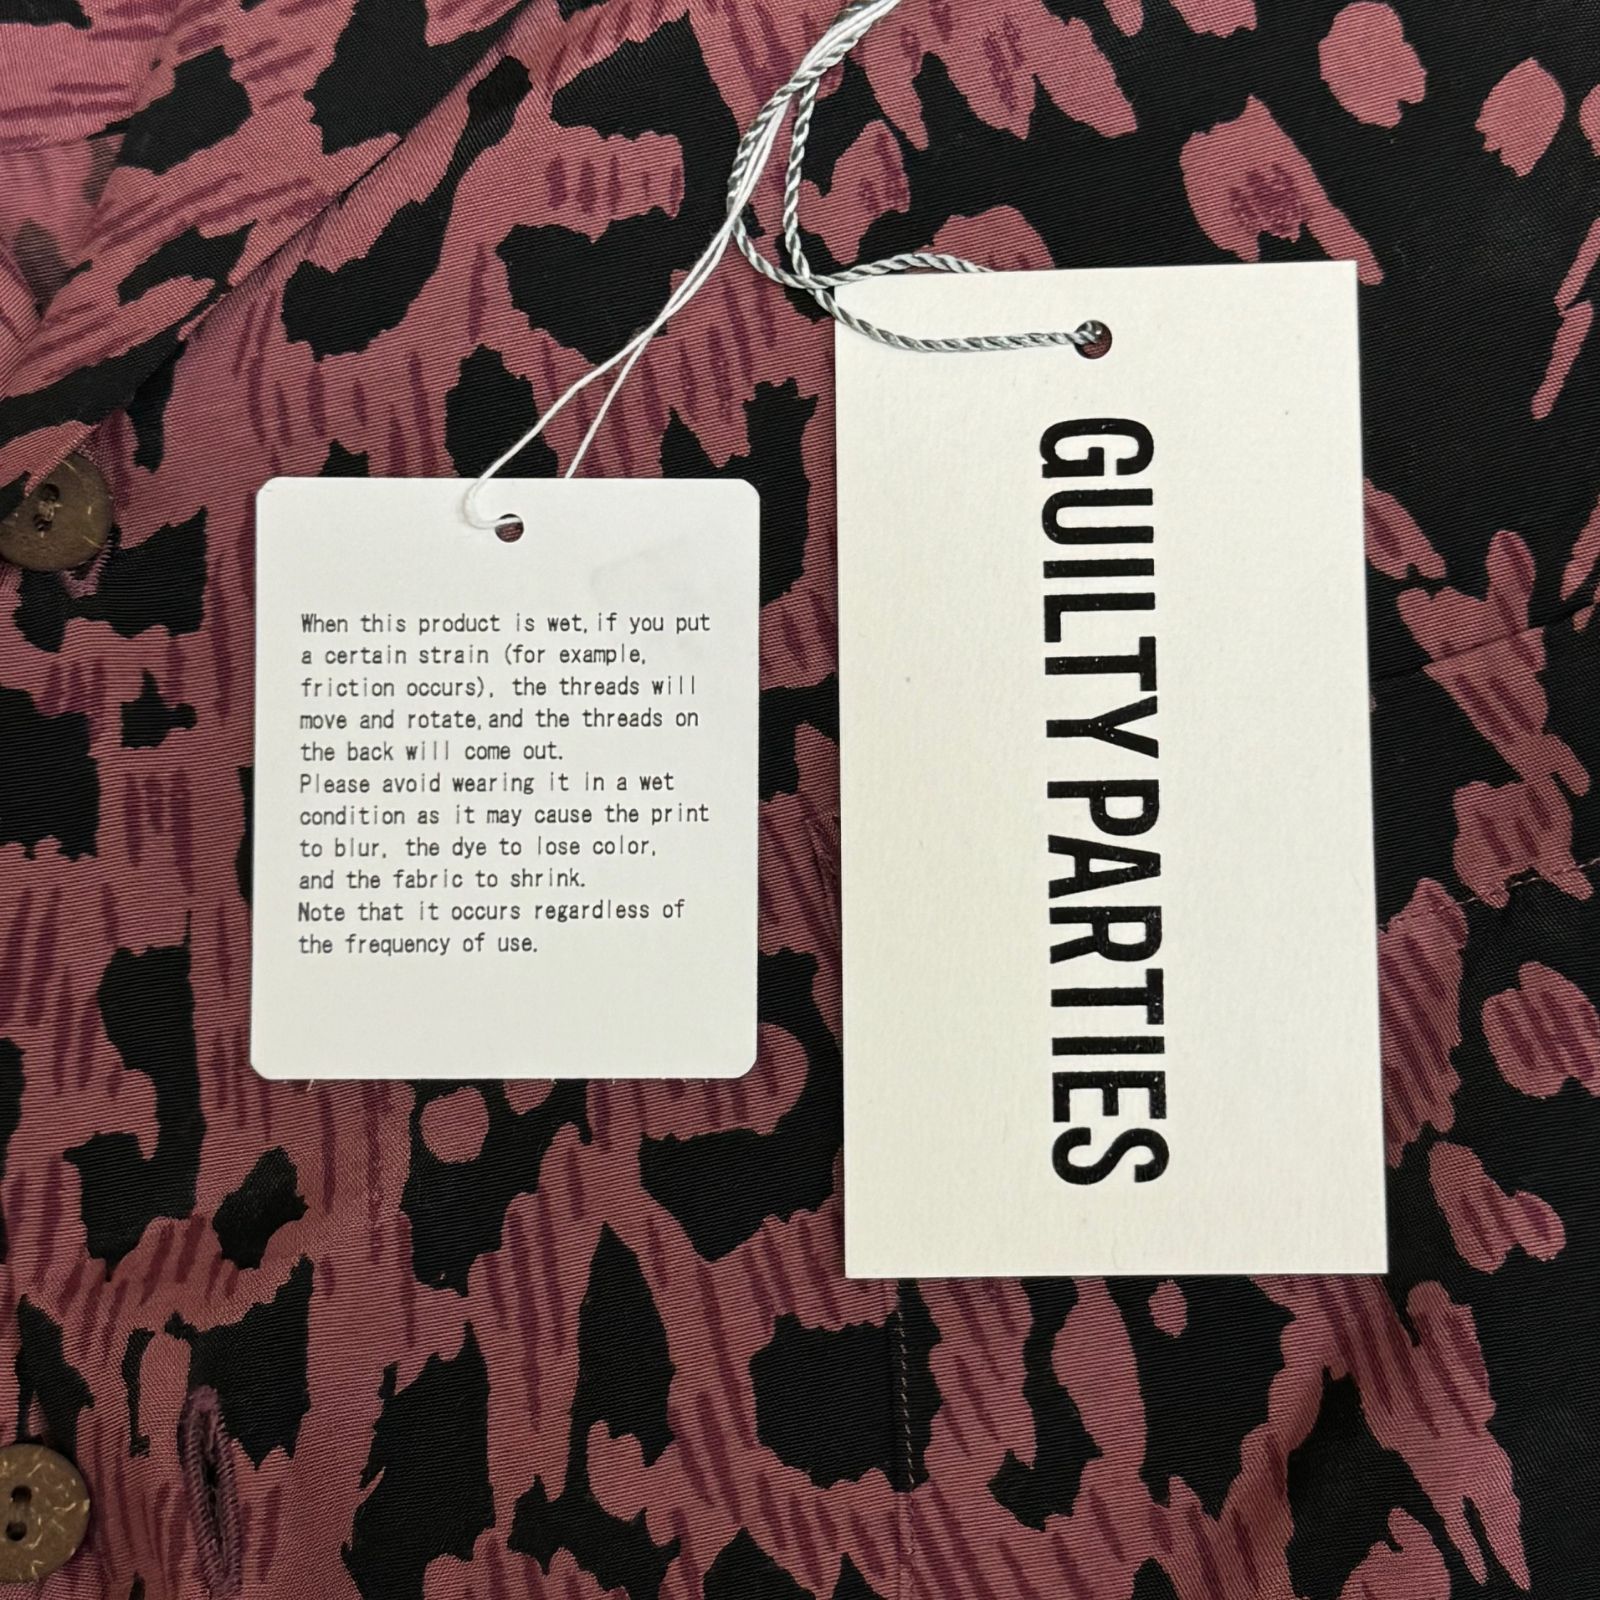 When this product is wet, if you put
a certain strain (for example,
friction occurs), the threads will
move and rotate, and the threads on
the back will come out.
Please avoid wearing it in a wet
condition as it may cause the print
to blur, the dye to lose color,
and the fabric to shrink.
Note that it occurs regardless of
the frequency of use.
GUILTY PARTIES